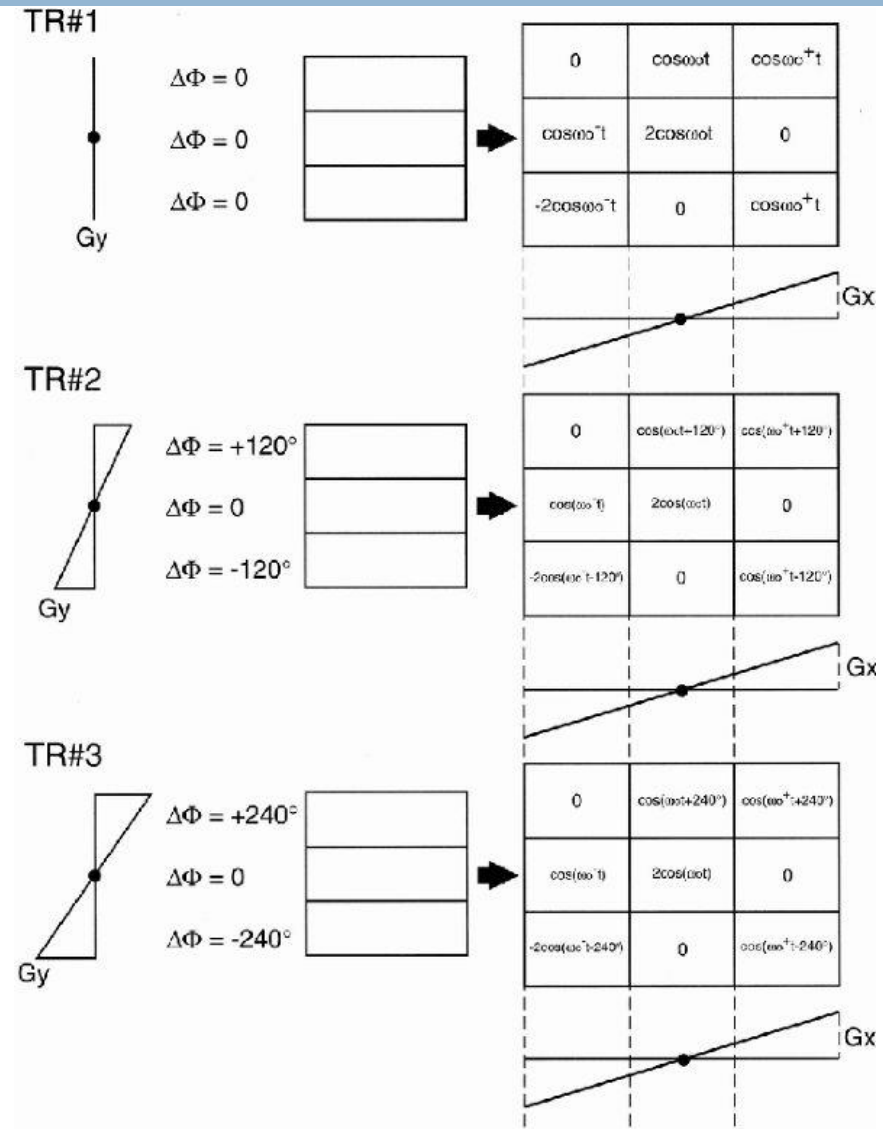 TR#1
ΔΦ = 0
ΔΦ = 0
ΔΦ = 0
Gy
0 cosω₀t cosω₀⁺t
cosω₀⁻t 2cosω₀t 0
-2cosω₀⁻t 0 cosω₀⁺t
Gx
TR#2
ΔΦ = +120°
ΔΦ = 0
ΔΦ = -120°
Gy
0 cos(ω₀t+120°) cos(ω₀⁺t+120°)
cos(ω₀⁻t) 2cos(ω₀t) 0
-2cos(ω₀⁻t-120°) 0 cos(ω₀⁺t-120°)
Gx
TR#3
ΔΦ = +240°
ΔΦ = 0
ΔΦ = -240°
Gy
0 cos(ω₀t+240°) cos(ω₀⁺t+240°)
cos(ω₀⁻t) 2cos(ω₀t) 0
-2cos(ω₀⁻t-240°) 0 cos(ω₀⁺t-240°)
Gx